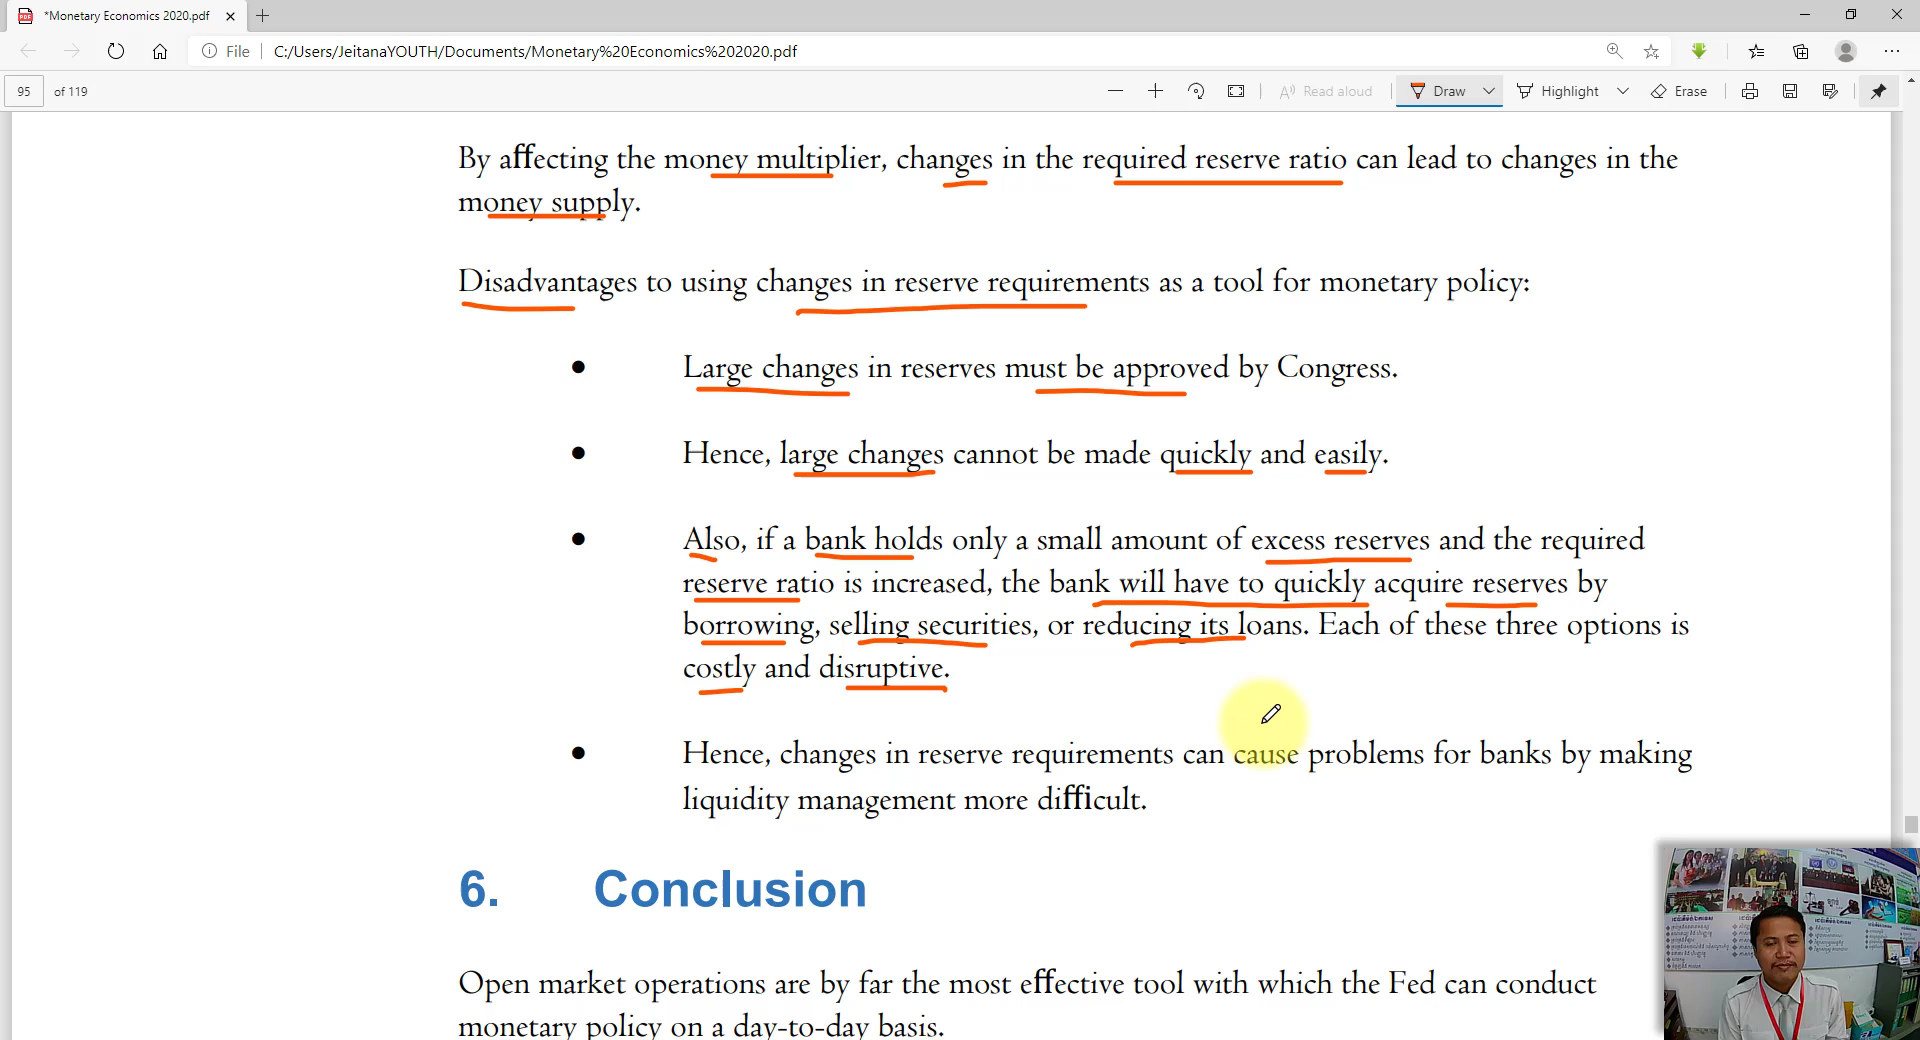 *Monetary Economics 2020.pdf
File
C:/Users/JeitanaYOUTH/Documents/Monetary%20Economics%202020.pdf
95
of 119
Read aloud
Draw
Highlight
Erase
By affecting the money multiplier, changes in the required reserve ratio can lead to changes in the
money supply.
Disadvantages to using changes in reserve requirements as a tool for monetary policy:
● Large changes in reserves must be approved by Congress.
● Hence, large changes cannot be made quickly and easily.
● Also, if a bank holds only a small amount of excess reserves and the required
reserve ratio is increased, the bank will have to quickly acquire reserves by
borrowing, selling securities, or reducing its loans. Each of these three options is
costly and disruptive.
● Hence, changes in reserve requirements can cause problems for banks by making
liquidity management more difficult.
6. Conclusion
Open market operations are by far the most effective tool with which the Fed can conduct
monetary policy on a day-to-day basis.